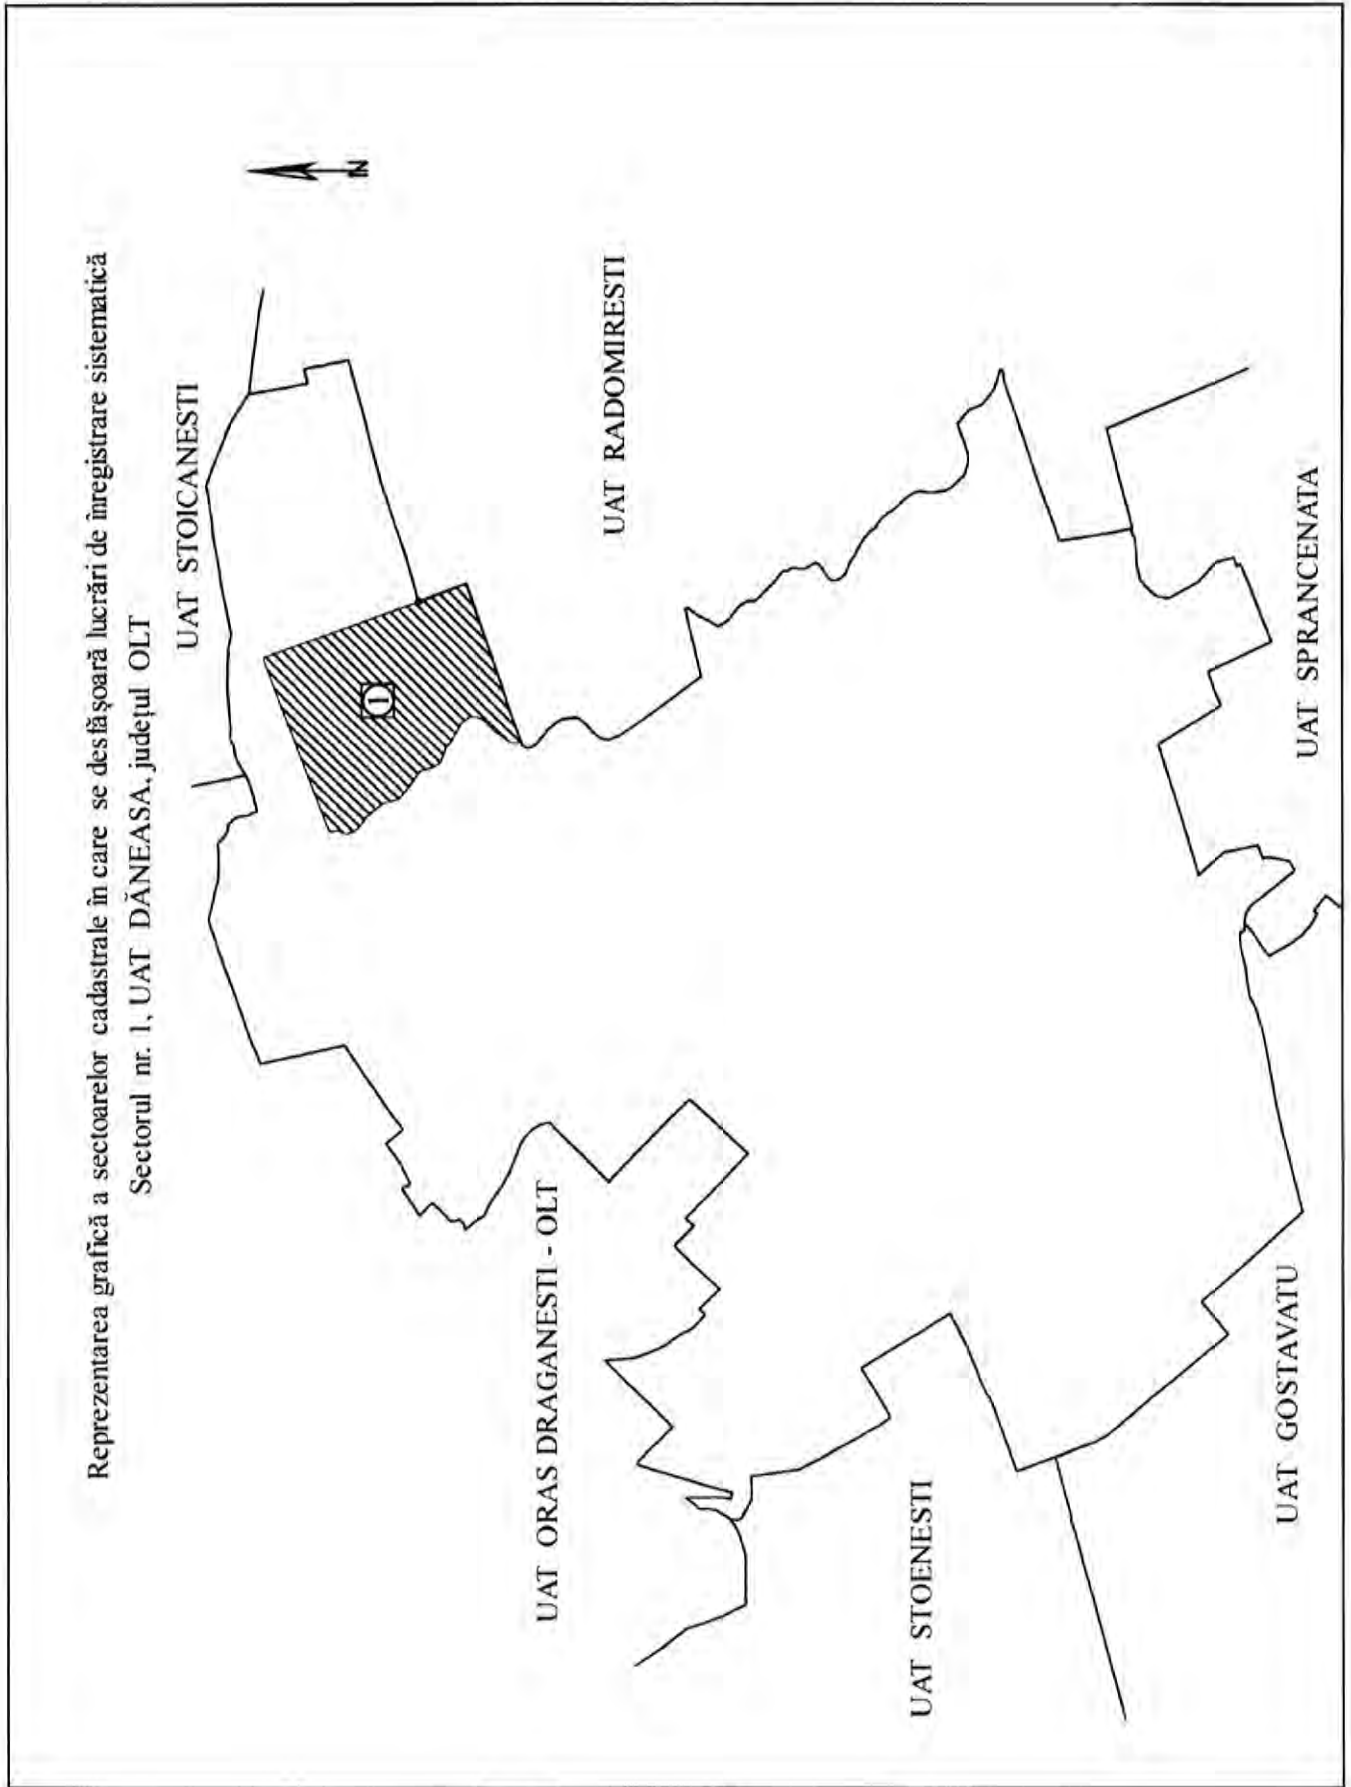 Reprezentarea grafică a sectoarelor cadastrale în care se desfășoară lucrări de înregistrare sistematică
Sectorul nr. 1, UAT DĂNEASA, județul OLT
UAT STOICANESTI
N
1
UAT RADOMIRESTI
UAT ORAS DRAGANESTI - OLT
UAT STOENESTI
UAT GOSTAVATU
UAT SPRANCENATA